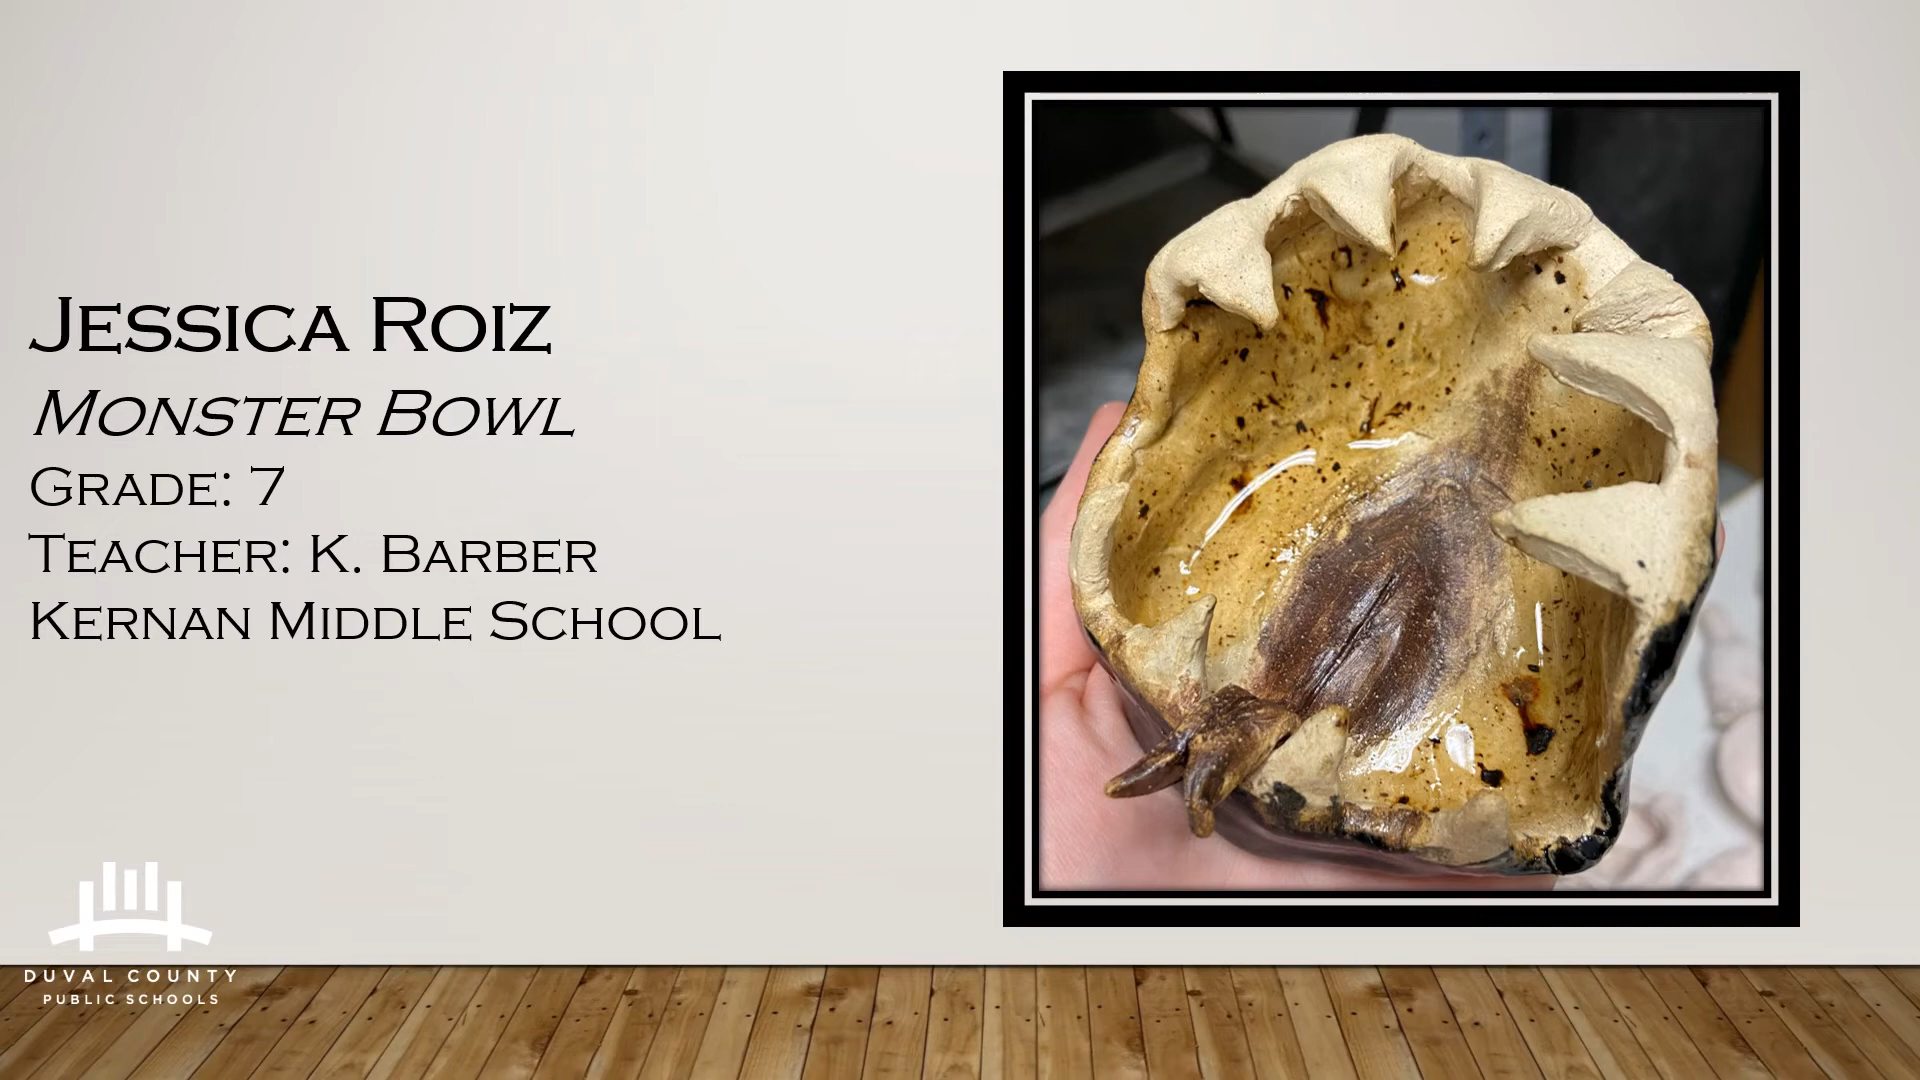 Jessica Roiz
Monster Bowl
Grade: 7
Teacher: K. Barber
Kernan Middle School
DUVAL COUNTY
PUBLIC SCHOOLS